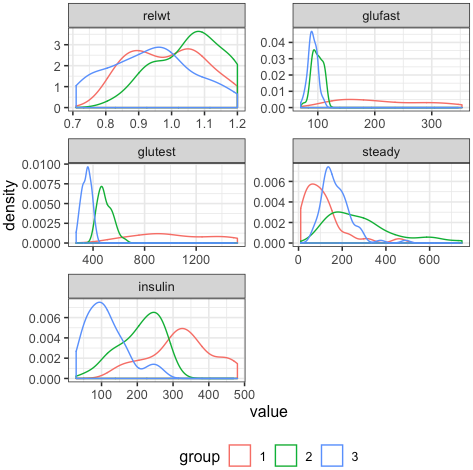 relwt
glufast
3
2
1
0
0.04
0.03
0.02
0.01
0.00
0.7 0.8 0.9 1.0 1.1 1.2
100 200 300
glutest
steady
0.0100
0.0075
0.0050
0.0025
0.0000
0.006
0.004
0.002
0.000
400 800 1200
0 200 400 600
insulin
0.006
0.004
0.002
0.000
100 200 300 400 500
density
value
group 1 2 3